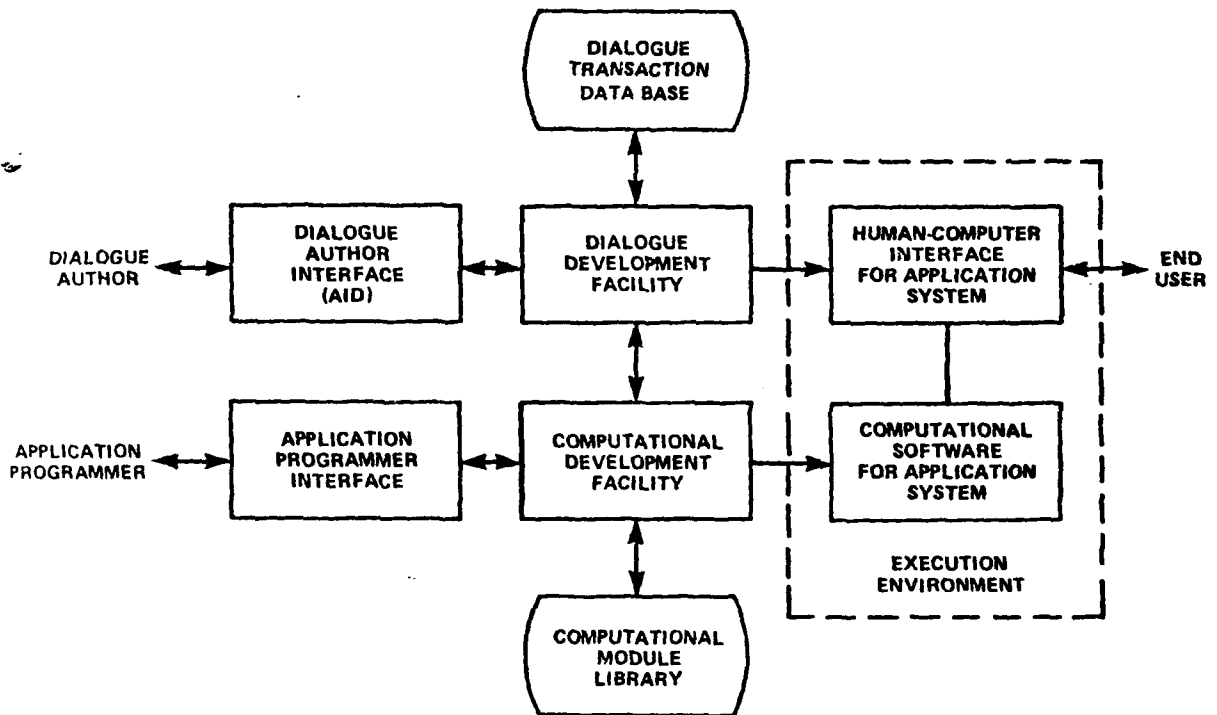 DIALOGUE
TRANSACTION
DATA BASE
DIALOGUE
AUTHOR
DIALOGUE
AUTHOR
INTERFACE
(AID)
DIALOGUE
DEVELOPMENT
FACILITY
HUMAN-COMPUTER
INTERFACE
FOR APPLICATION
SYSTEM
END
USER
APPLICATION
PROGRAMMER
APPLICATION
PROGRAMMER
INTERFACE
COMPUTATIONAL
DEVELOPMENT
FACILITY
COMPUTATIONAL
SOFTWARE
FOR APPLICATION
SYSTEM
EXECUTION
ENVIRONMENT
COMPUTATIONAL
MODULE
LIBRARY